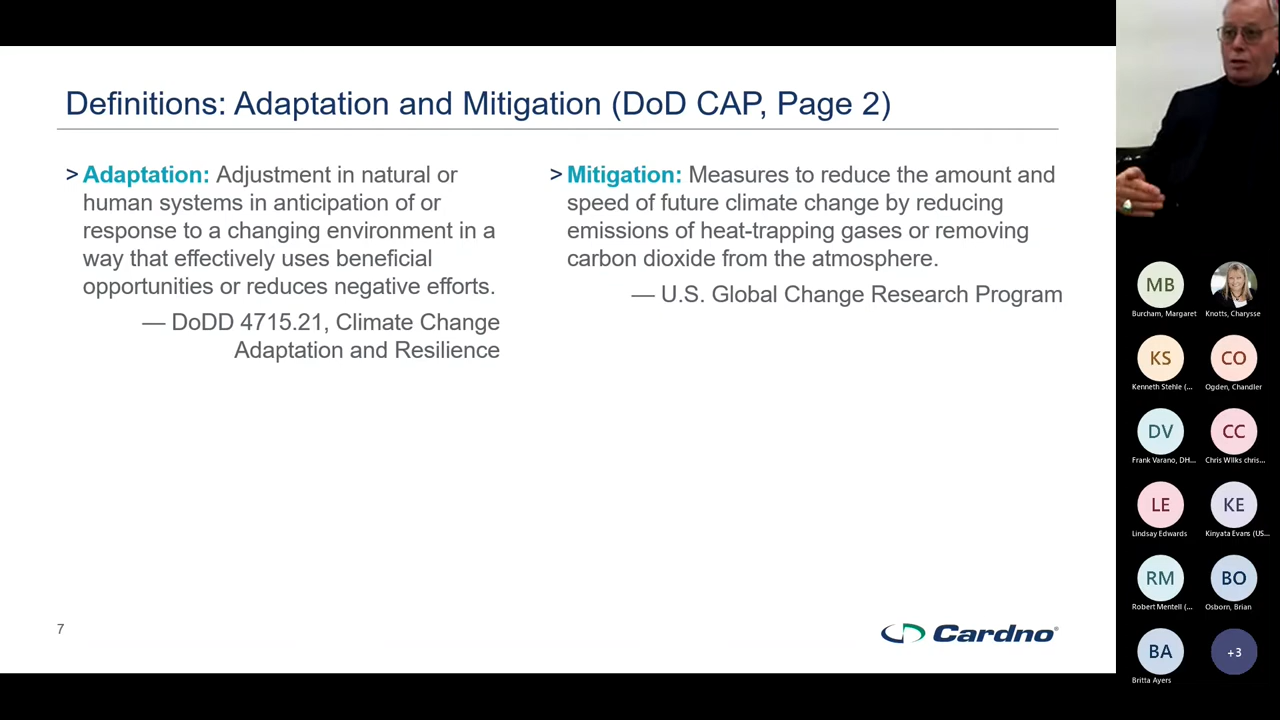 Definitions: Adaptation and Mitigation (DoD CAP, Page 2)
> Adaptation: Adjustment in natural or
human systems in anticipation of or
response to a changing environment in a
way that effectively uses beneficial
opportunities or reduces negative efforts.
— DoDD 4715.21, Climate Change
Adaptation and Resilience
> Mitigation: Measures to reduce the amount and
speed of future climate change by reducing
emissions of heat-trapping gases or removing
carbon dioxide from the atmosphere.
— U.S. Global Change Research Program
7
Cardno®
MB
Burcham, Margaret
Knotts, Charysse
KS
Kenneth Stehle (...
CO
Ogden, Chandler
DV
Frank Varano, DH...
CC
Chris Wilks chris...
LE
Lindsay Edwards
KE
Kinyata Evans (US...
RM
Robert Mentell (...
BO
Osborn, Brian
BA
Britta Ayers
+3